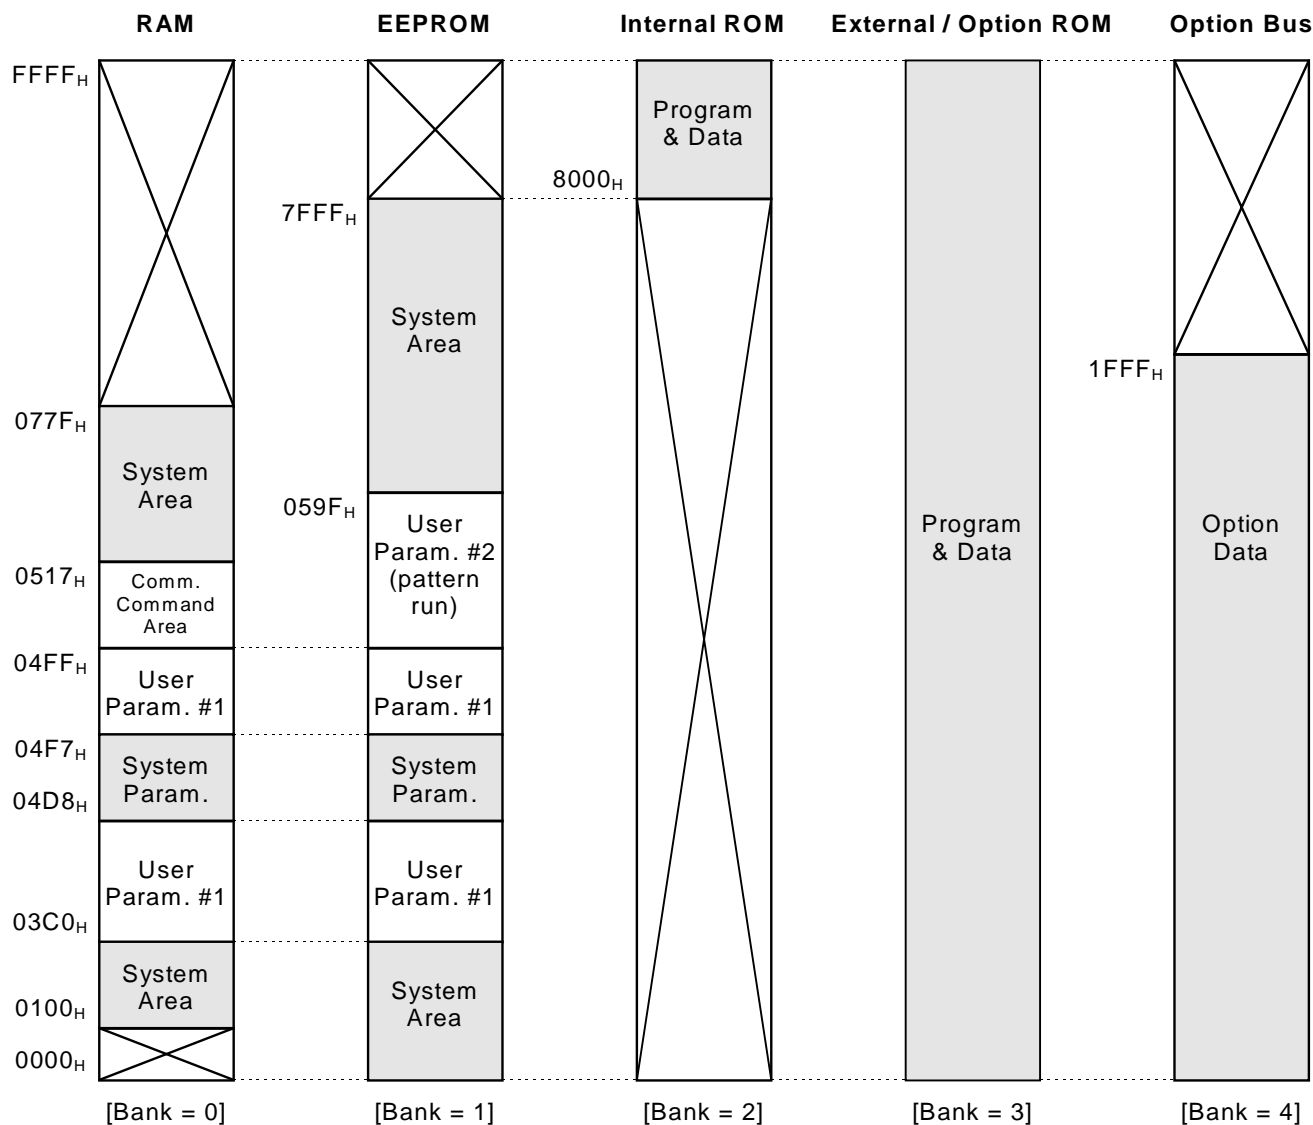 RAM EEPROM Internal ROM External / Option ROM Option Bus
FFFFH
Program
& Data
8000H
7FFFH
System
Area
1FFFH
077FH
System
Area
059FH
User
Param. #2
(pattern
run)
Program
& Data
Option
Data
0517H
Comm.
Command
Area
04FFH
User
Param. #1
User
Param. #1
04F7H
System
Param.
System
Param.
04D8H
User
Param. #1
User
Param. #1
03C0H
System
Area
System
Area
0100H
0000H
[Bank = 0] [Bank = 1] [Bank = 2] [Bank = 3] [Bank = 4]